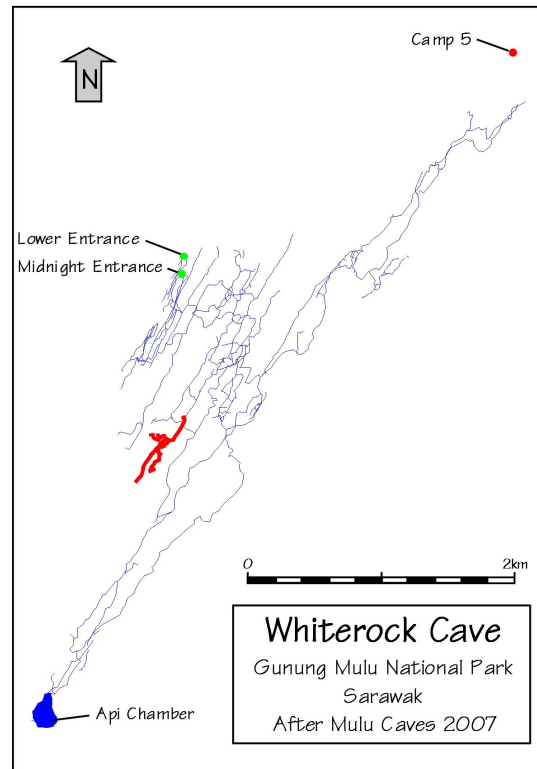 Camp 5
N
Lower Entrance
Midnight Entrance
0 2km
Whiterock Cave
Gunung Mulu National Park
Sarawak
After Mulu Caves 2007
Api Chamber